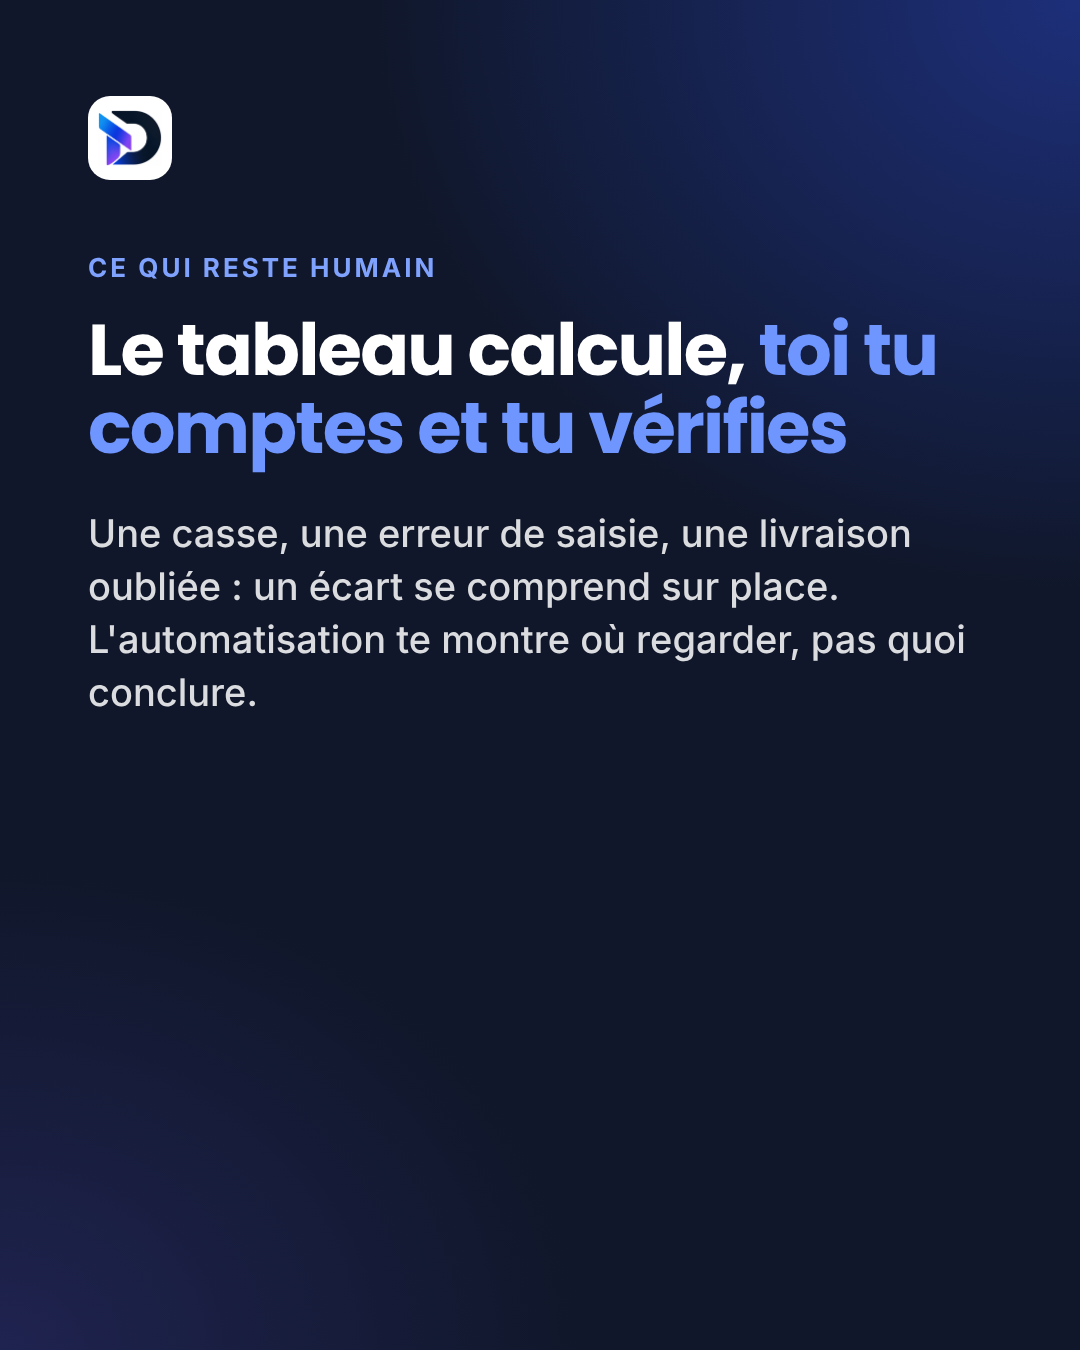 CE QUI RESTE HUMAIN
Le tableau calcule, toi tu
comptes et tu vérifies
Une casse, une erreur de saisie, une livraison
oubliée : un écart se comprend sur place.
L'automatisation te montre où regarder, pas quoi
conclure.